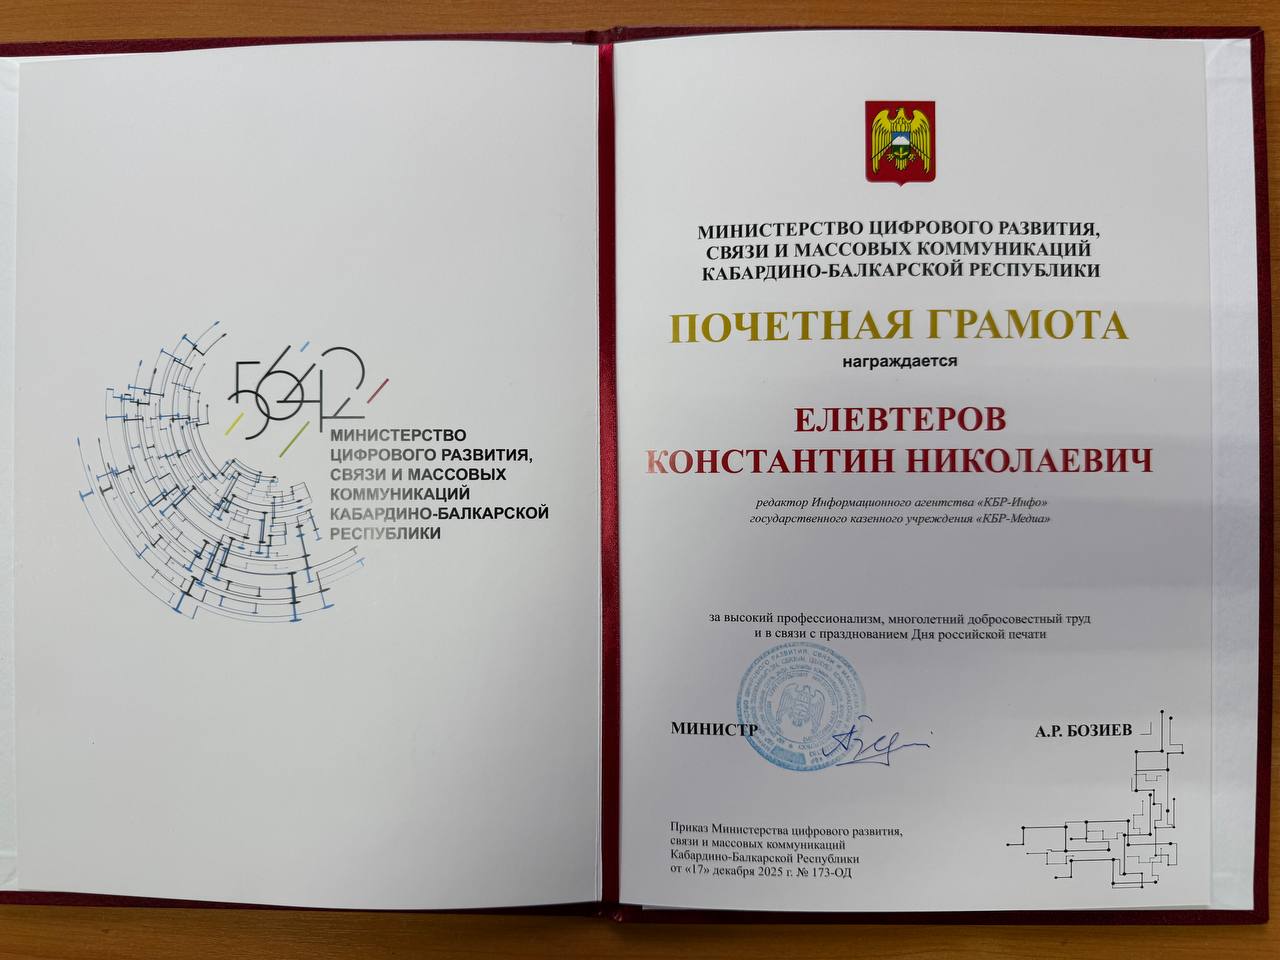 5642
МИНИСТЕРСТВО
ЦИФРОВОГО РАЗВИТИЯ,
СВЯЗИ И МАССОВЫХ
КОММУНИКАЦИЙ
КАБАРДИНО-БАЛКАРСКОЙ
РЕСПУБЛИКИ
МИНИСТЕРСТВО ЦИФРОВОГО РАЗВИТИЯ,
СВЯЗИ И МАССОВЫХ КОММУНИКАЦИЙ
КАБАРДИНО-БАЛКАРСКОЙ РЕСПУБЛИКИ
ПОЧЕТНАЯ ГРАМОТА
награждается
ЕЛЕВТЕРОВ
КОНСТАНТИН НИКОЛАЕВИЧ
редактор Информационного агентства «КБР-Инфо»
государственного казенного учреждения «КБР-Медиа»
за высокий профессионализм, многолетний добросовестный труд
и в связи с празднованием Дня российской печати
МИНИСТР
А.Р. БОЗИЕВ
Приказ Министерства цифрового развития,
связи и массовых коммуникаций
Кабардино-Балкарской Республики
от «17» декабря 2025 г. № 173-ОД